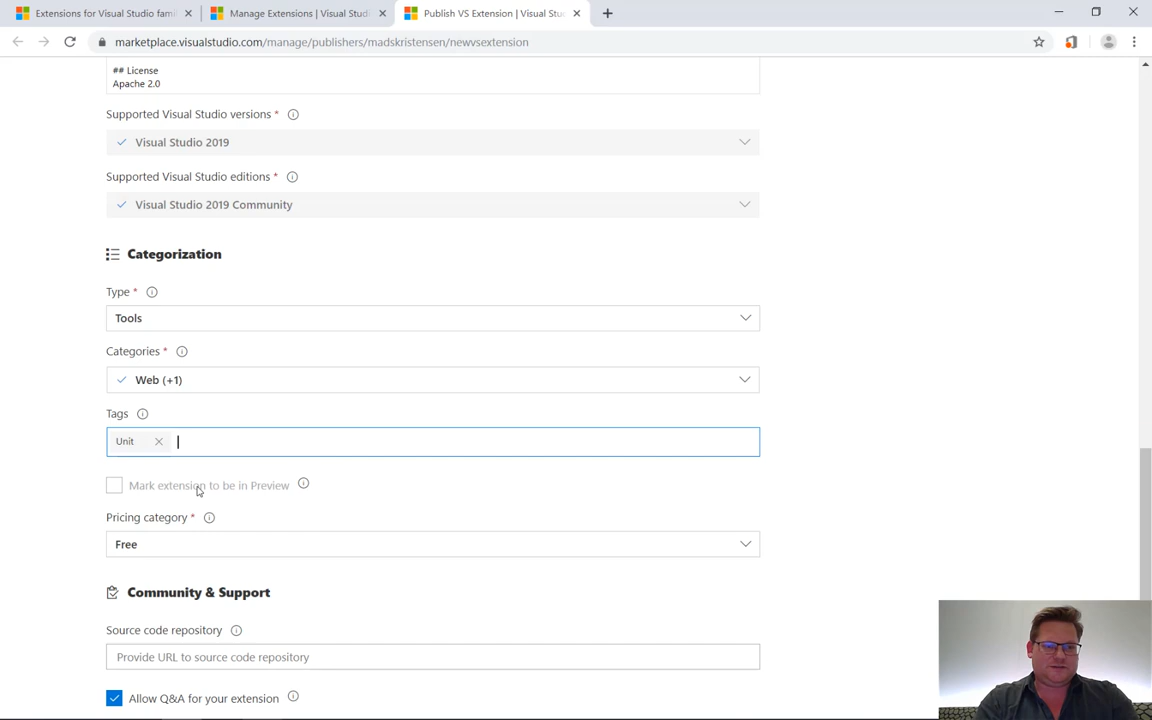 Extensions for Visual Studio famil
Manage Extensions | Visual Studi
Publish VS Extension | Visual Stu
marketplace.visualstudio.com/manage/publishers/madskristensen/newvsextension
## License
Apache 2.0
Supported Visual Studio versions *
Visual Studio 2019
Supported Visual Studio editions *
Visual Studio 2019 Community
Categorization
Type *
Tools
Categories *
Web (+1)
Tags
Unit
Mark extension to be in Preview
Pricing category *
Free
Community & Support
Source code repository
Provide URL to source code repository
Allow Q&A for your extension